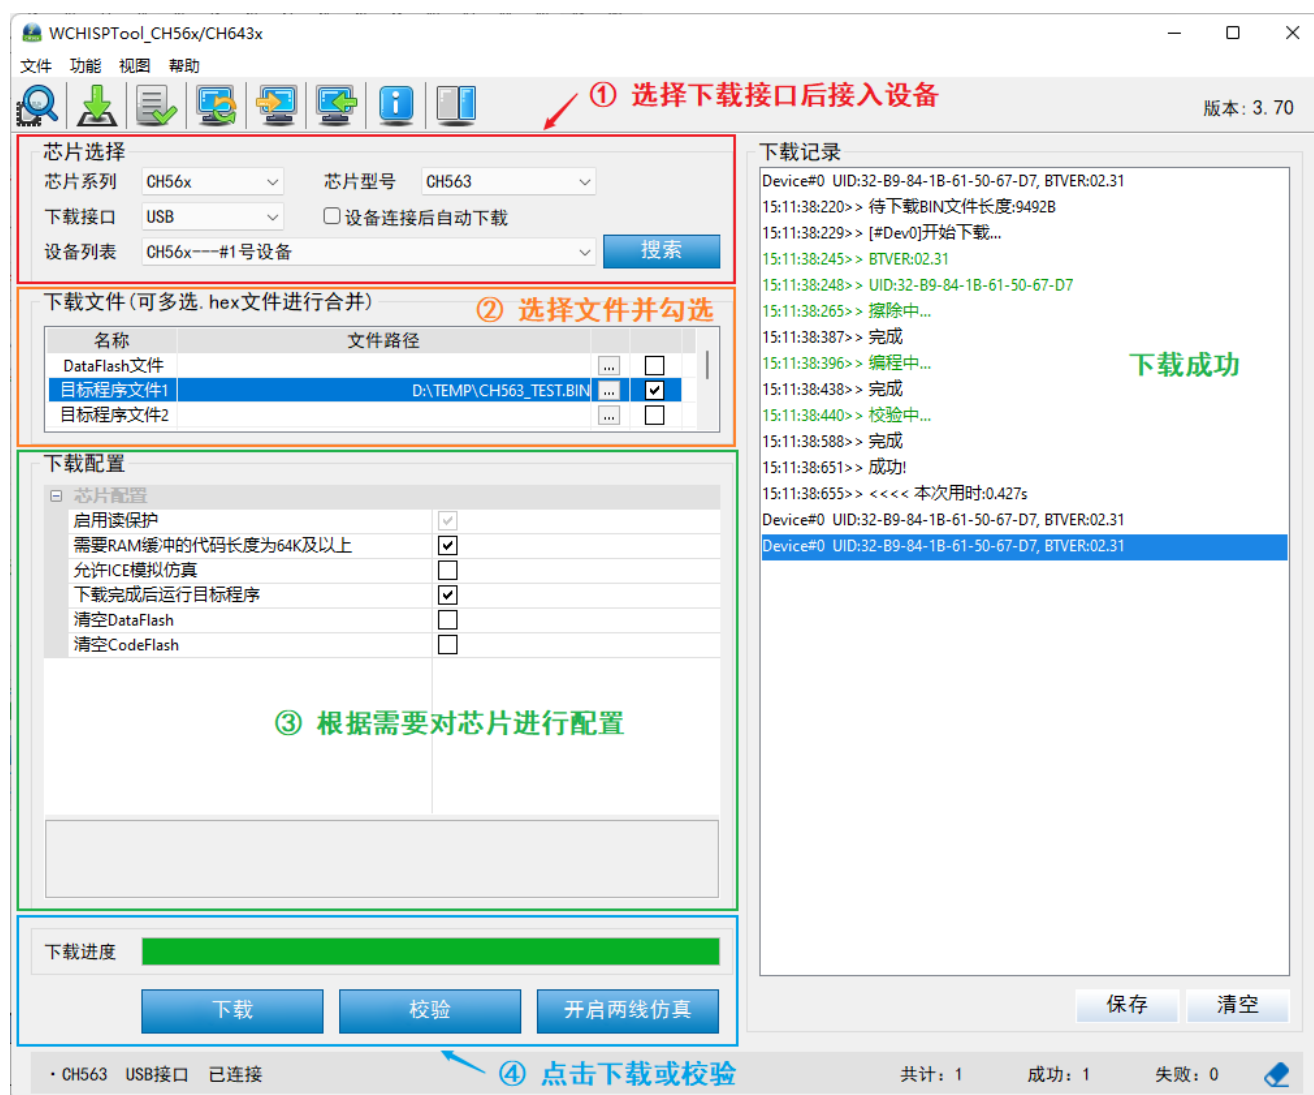 WCHISPTool_CH56x/CH643x
文件 功能 视图 帮助
① 选择下载接口后接入设备
版本: 3.70
芯片选择
芯片系列 CH56x 芯片型号 CH563
下载接口 USB 设备连接后自动下载
设备列表 CH56x---#1号设备 搜索
下载文件(可多选.hex文件进行合并)
② 选择文件并勾选
名称 文件路径
DataFlash文件 ...
目标程序文件1 D:\TEMP\CH563_TEST.BIN ...
目标程序文件2 ...
下载配置
芯片配置
启用读保护
需要RAM缓冲的代码长度为64K及以上
允许ICE模拟仿真
下载完成后运行目标程序
清空DataFlash
清空CodeFlash
③ 根据需要对芯片进行配置
下载进度
下载 校验 开启两线仿真
④ 点击下载或校验
下载记录
Device#0 UID:32-B9-84-1B-61-50-67-D7, BTVER:02.31
15:11:38:220>> 待下载BIN文件长度:9492B
15:11:38:229>> [#Dev0]开始下载...
15:11:38:245>> BTVER:02.31
15:11:38:248>> UID:32-B9-84-1B-61-50-67-D7
15:11:38:265>> 擦除中...
15:11:38:387>> 完成
15:11:38:396>> 编程中...
15:11:38:438>> 完成
15:11:38:440>> 校验中...
15:11:38:588>> 完成
15:11:38:651>> 成功!
15:11:38:655>> <<<< 本次用时:0.427s
Device#0 UID:32-B9-84-1B-61-50-67-D7, BTVER:02.31
Device#0 UID:32-B9-84-1B-61-50-67-D7, BTVER:02.31
下载成功
保存 清空
·CH563 USB接口 已连接
共计: 1 成功: 1 失败: 0